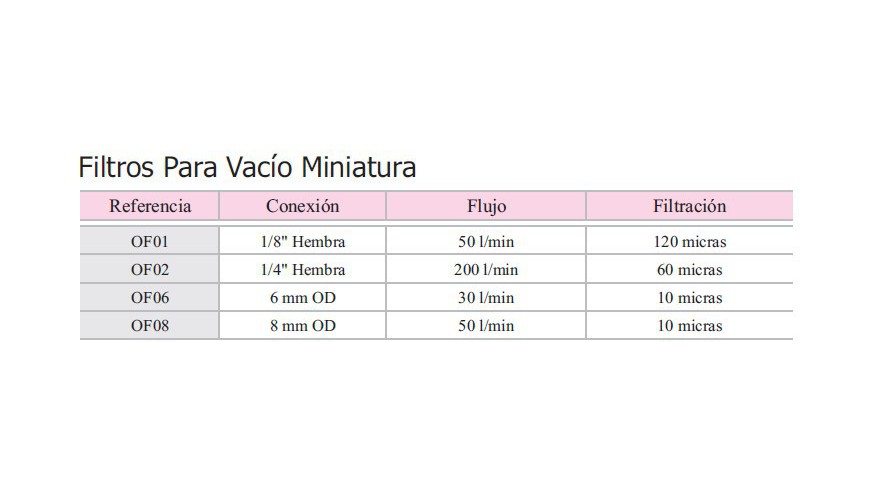 Filtros Para Vacío Miniatura
Referencia Conexión Flujo Filtración
OF01 1/8" Hembra 50 l/min 120 micras
OF02 1/4" Hembra 200 l/min 60 micras
OF06 6 mm OD 30 l/min 10 micras
OF08 8 mm OD 50 l/min 10 micras